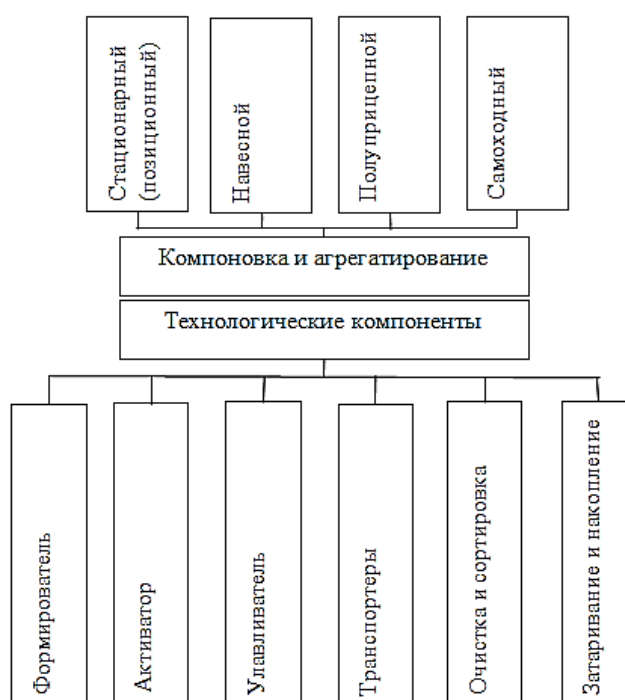 Стационарный
(позиционный)
Навесной
Полуприцепной
Самоходный
Компоновка и агрегатирование
Технологические компоненты
Формирователь
Активатор
Улавливатель
Транспортеры
Очистка и сортировка
Затаривание и накопление